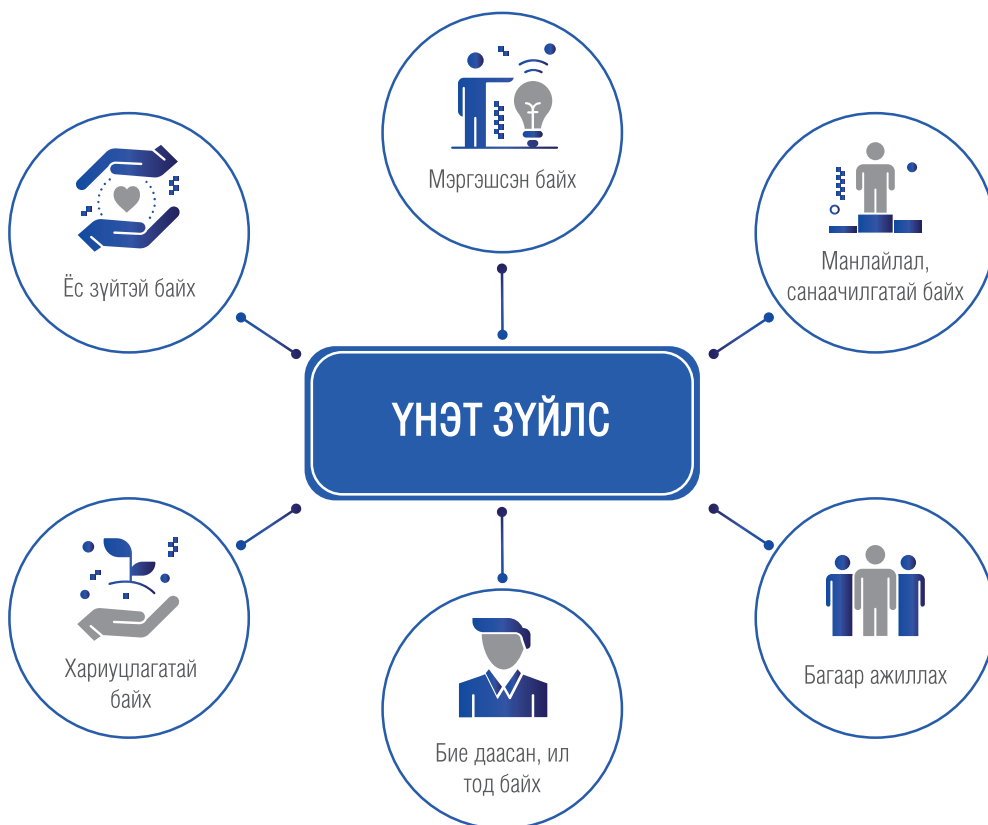 Мэргэшсэн байх
Ёс зүйтэй байх
Манлайлал,
санаачилгатай байх
ҮНЭТ ЗҮЙЛС
Хариуцлагатай
байх
Багаар ажиллах
Бие даасан, ил
тод байх